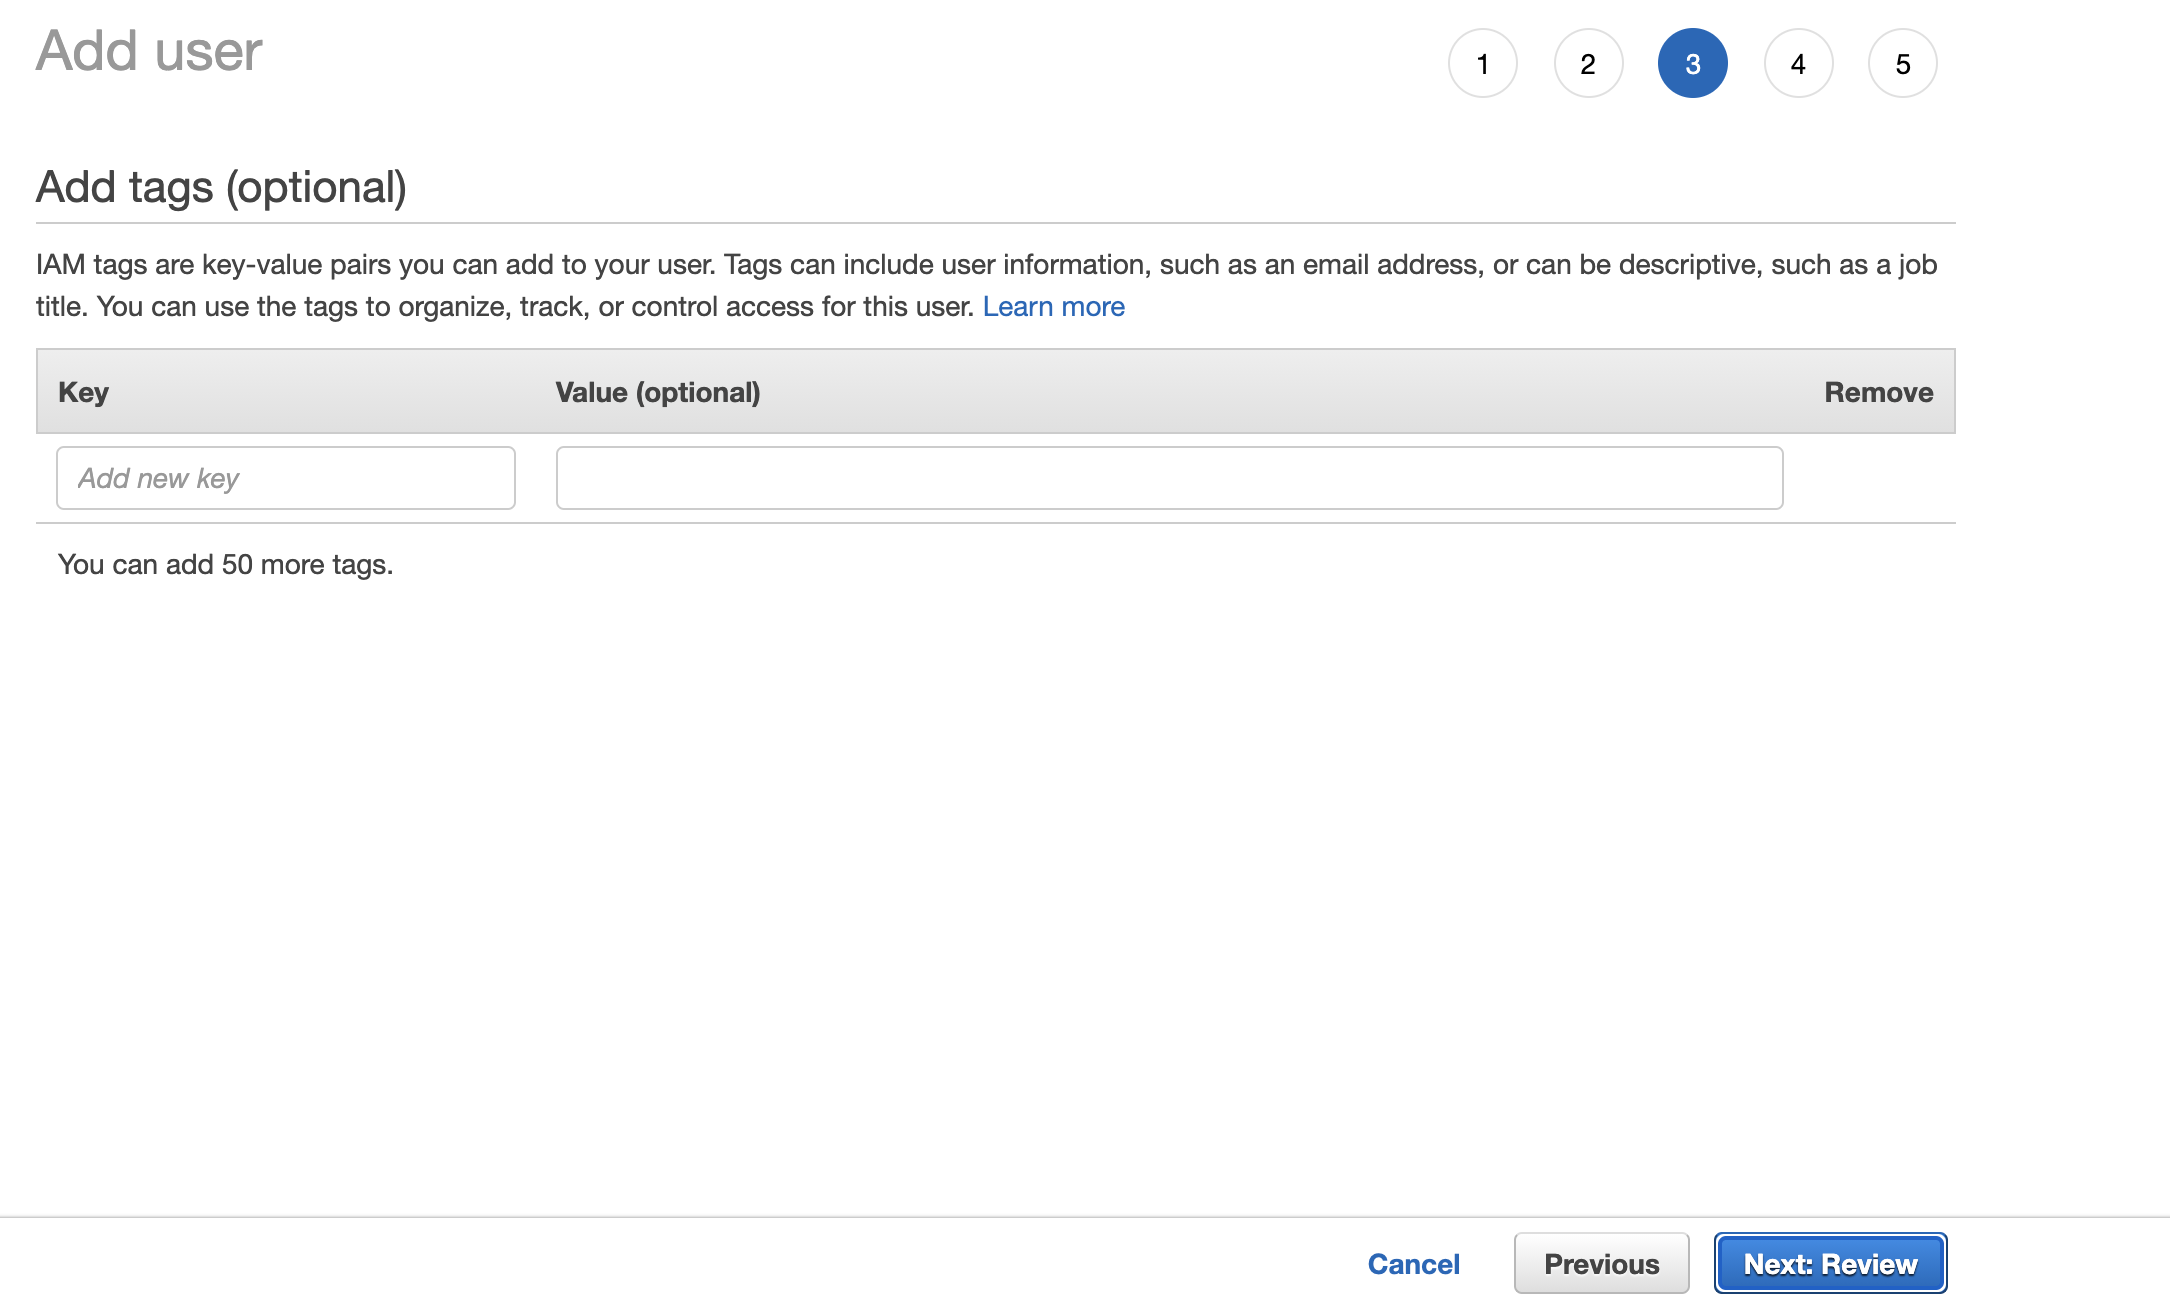 Add user
1 2 3 4 5
Add tags (optional)
IAM tags are key-value pairs you can add to your user. Tags can include user information, such as an email address, or can be descriptive, such as a job
title. You can use the tags to organize, track, or control access for this user. Learn more
Key Value (optional) Remove
Add new key
You can add 50 more tags.
Cancel Previous Next: Review